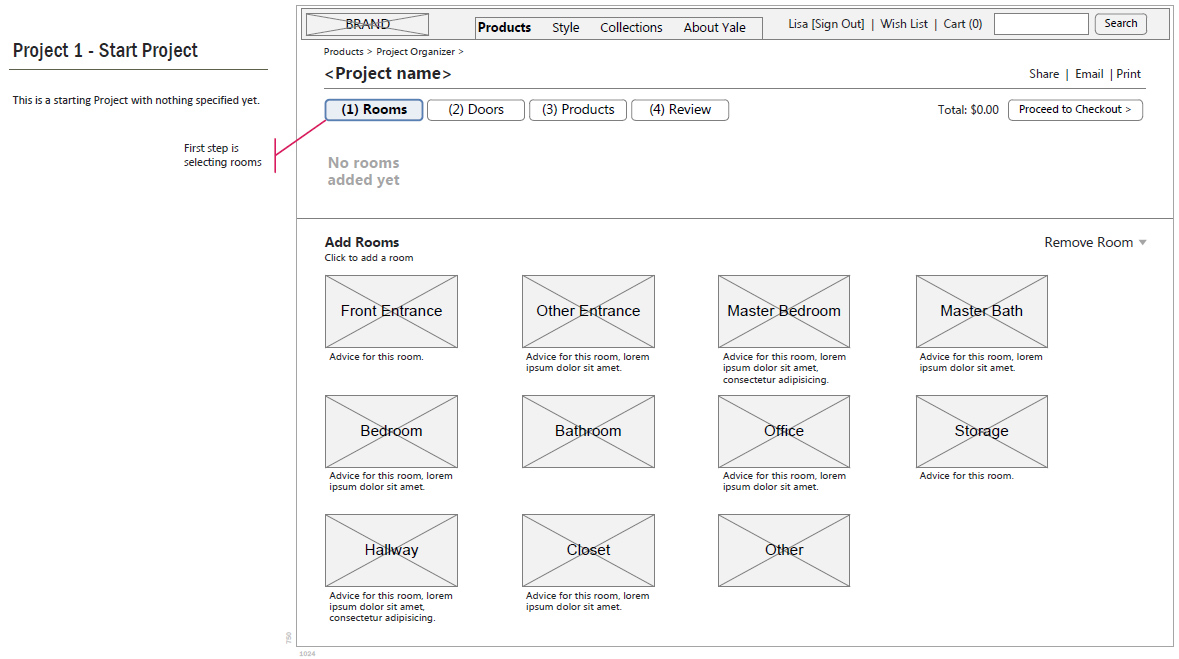 Project 1 - Start Project
This is a starting Project with nothing specified yet.
First step is
selecting rooms
BRAND
Products Style Collections About Yale
Lisa [Sign Out] | Wish List | Cart (0)
Search
Products > Project Organizer >
<Project name>
Share | Email | Print
(1) Rooms (2) Doors (3) Products (4) Review
Total: $0.00 Proceed to Checkout >
No rooms
added yet
Add Rooms
Click to add a room
Remove Room
Front Entrance
Advice for this room.
Other Entrance
Advice for this room, lorem
ipsum dolor sit amet.
Master Bedroom
Advice for this room, lorem
ipsum dolor sit amet,
consectetur adipisicing.
Master Bath
Advice for this room, lorem
ipsum dolor sit amet.
Bedroom
Advice for this room, lorem
ipsum dolor sit amet.
Bathroom
Office
Advice for this room, lorem
ipsum dolor sit amet.
Storage
Advice for this room.
Hallway
Advice for this room, lorem
ipsum dolor sit amet,
consectetur adipisicing.
Closet
Advice for this room, lorem
ipsum dolor sit amet.
Other
750
1024